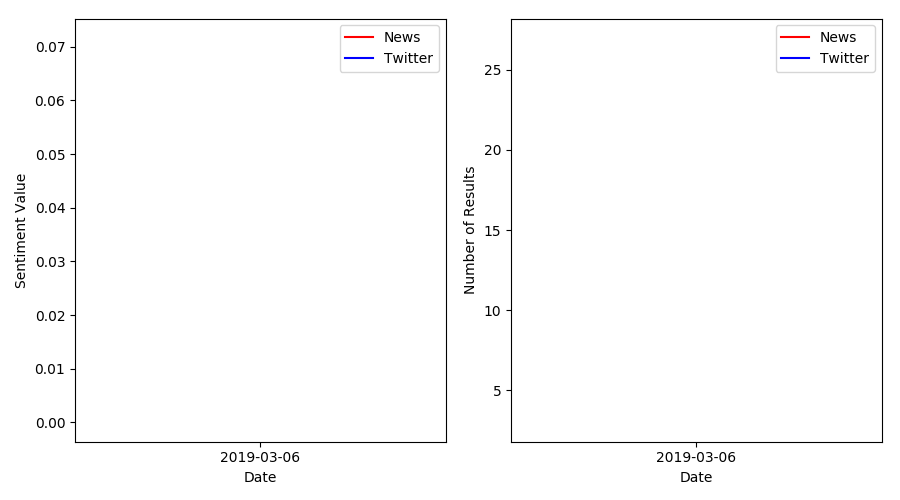 News
Twitter
0.07
0.06
0.05
0.04
0.03
0.02
0.01
0.00
Sentiment Value
2019-03-06
Date
News
Twitter
25
20
15
10
5
Number of Results
2019-03-06
Date